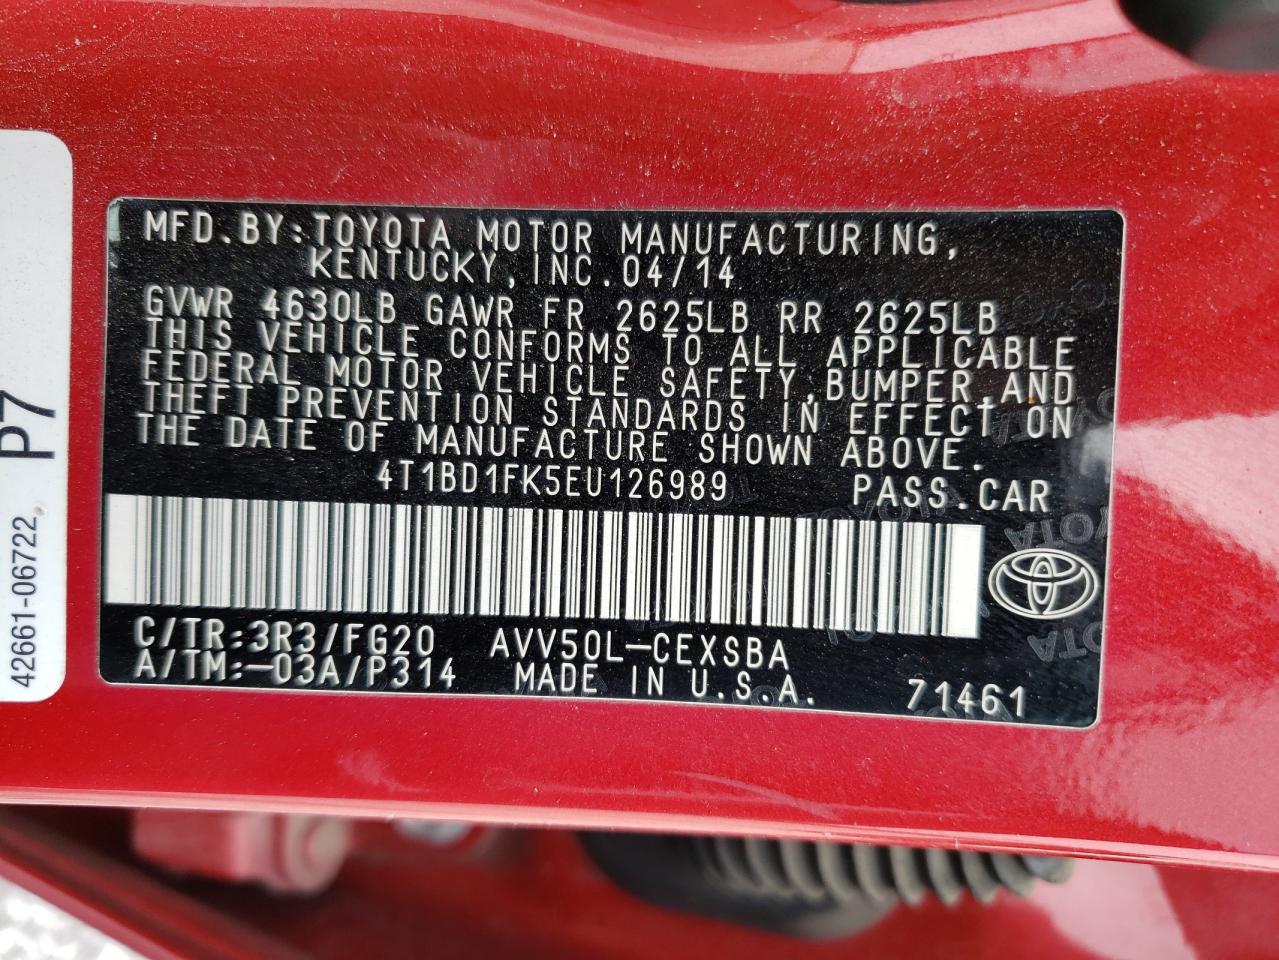 MFD.BY:TOYOTA MOTOR MANUFACTURING,
KENTUCKY,INC.04/14
GVWR 4630LB GAWR FR 2625LB RR 2625LB
THIS VEHICLE CONFORMS TO ALL APPLICABLE
FEDERAL MOTOR VEHICLE SAFETY,BUMPER,AND
THEFT PREVENTION STANDARDS IN EFFECT ON
THE DATE OF MANUFACTURE SHOWN ABOVE.
4T1BD1FK5EU126989 PASS.CAR
C/TR:3R3/FG20 AVV50L-CEXSBA
A/TM:-03A/P314 MADE IN U.S.A. 71461
P7
42661-06722
TOYOTA